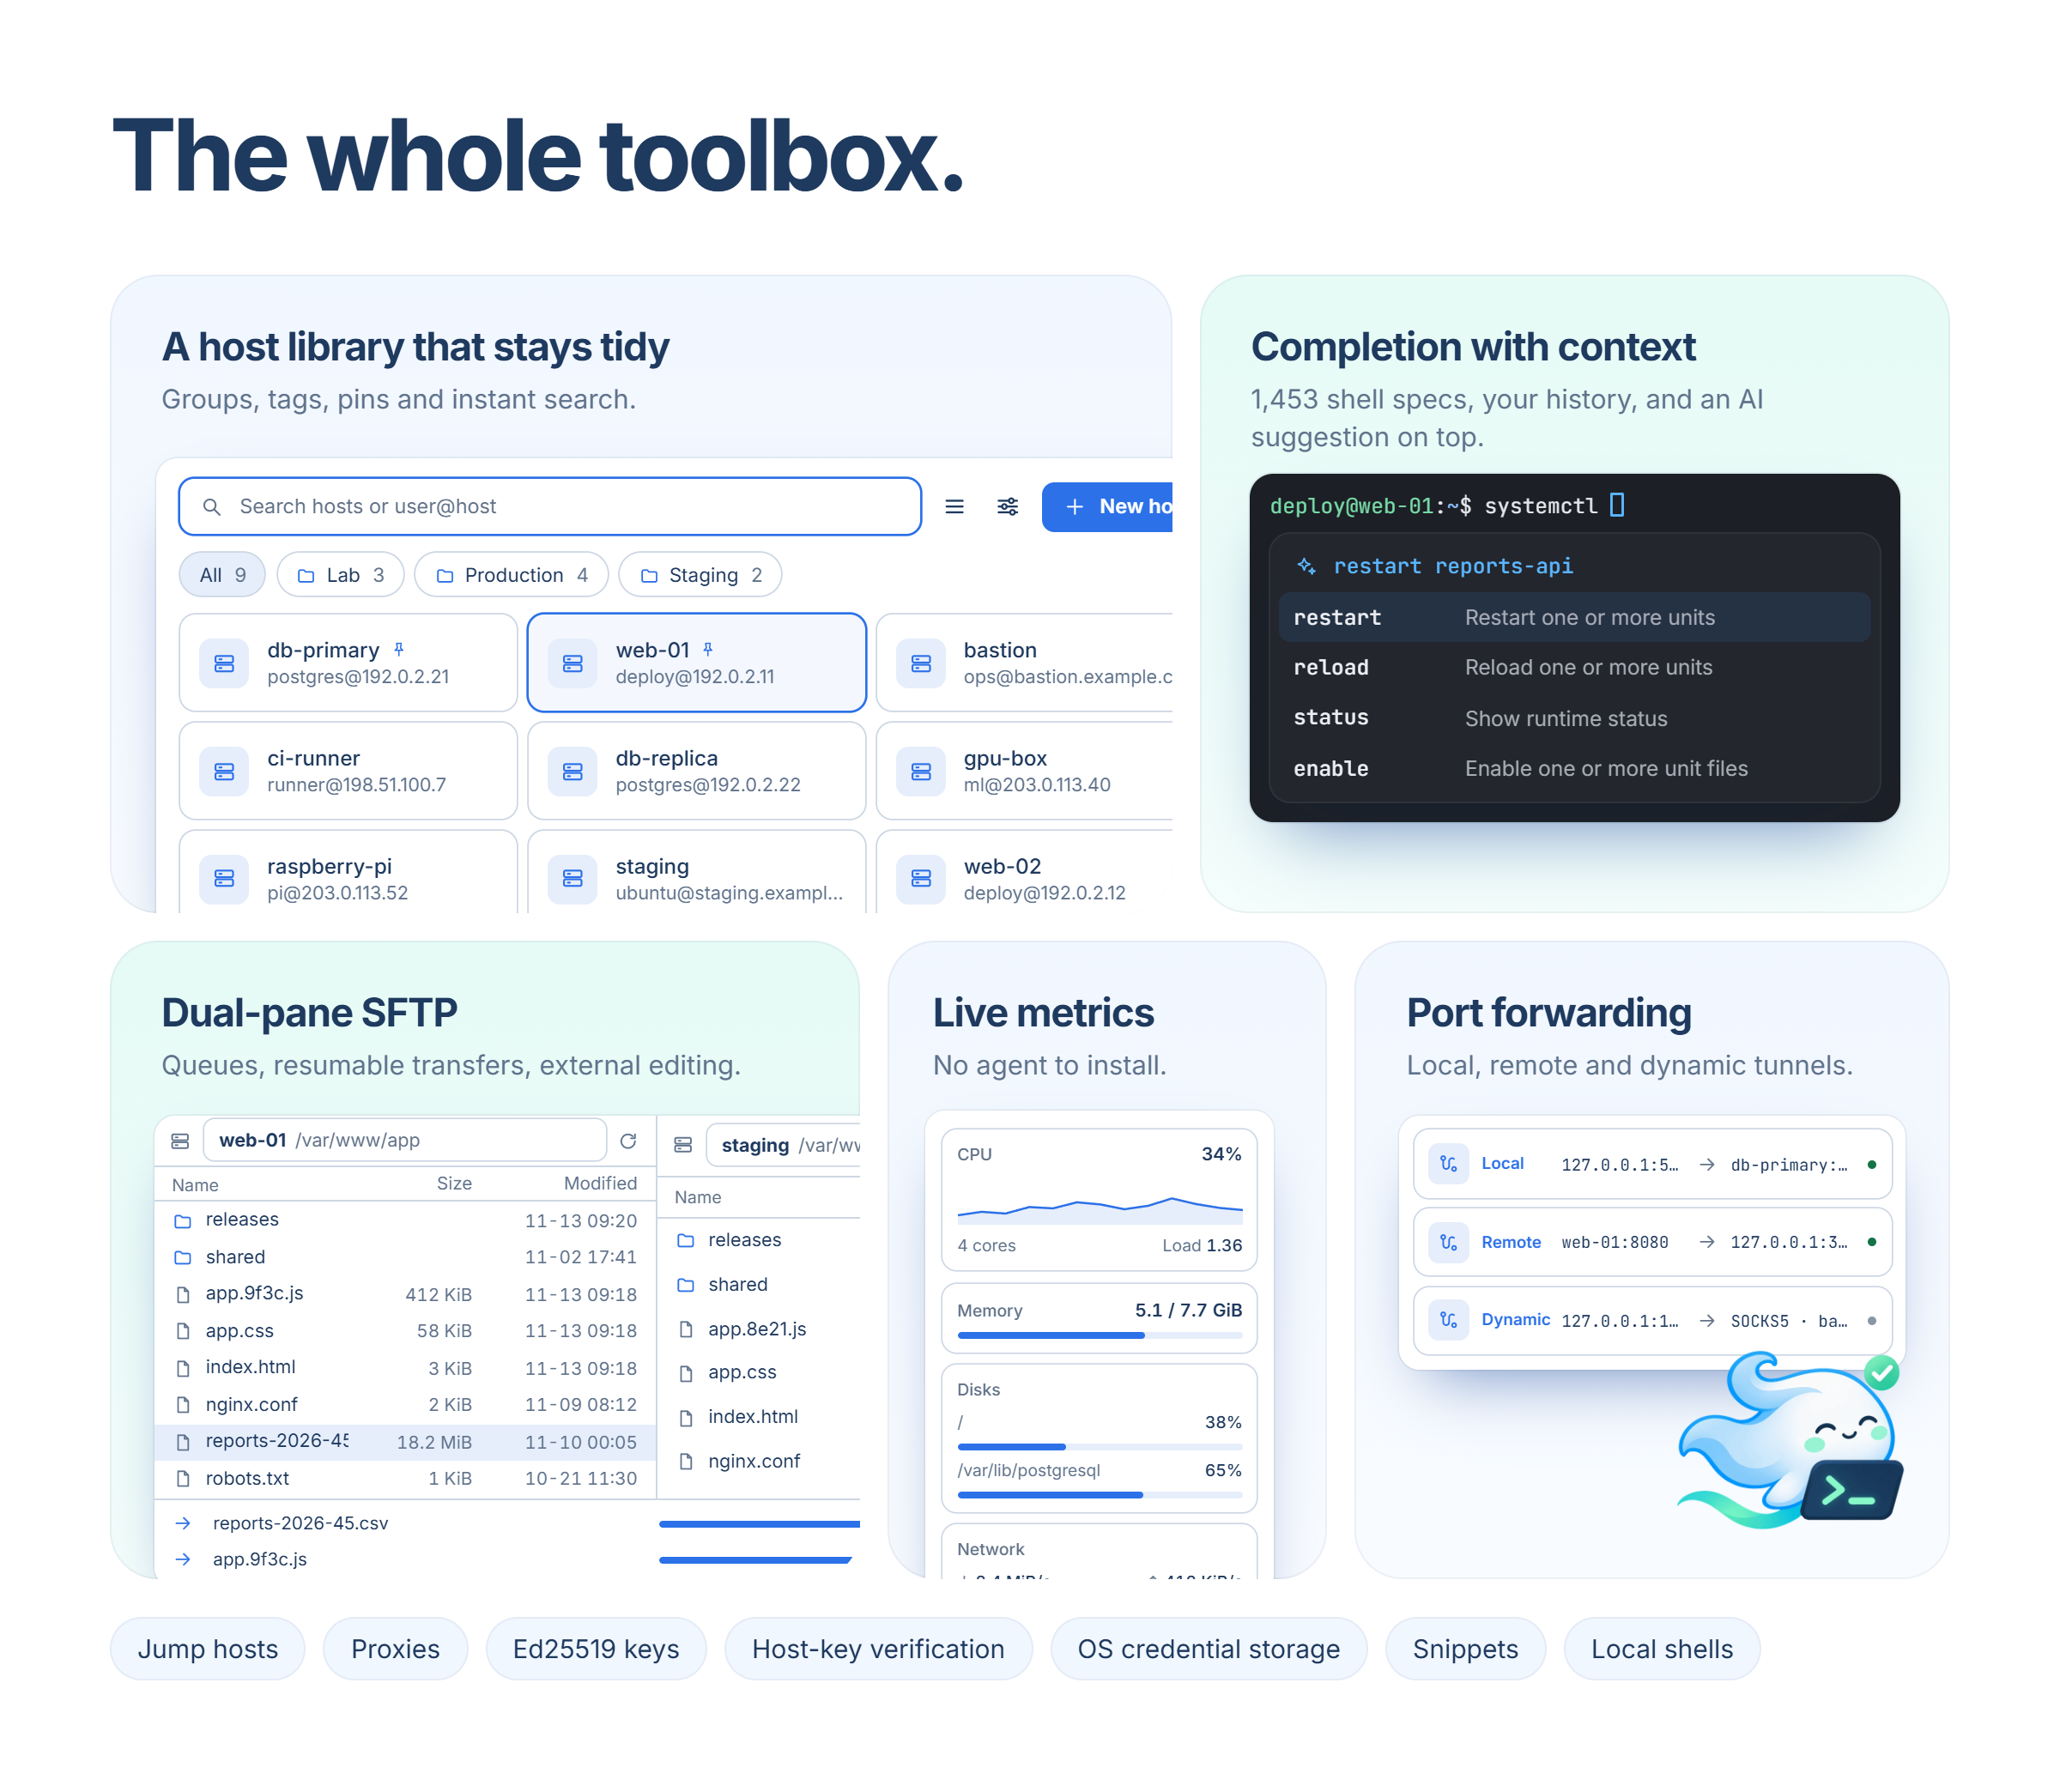 The whole toolbox.
A host library that stays tidy
Groups, tags, pins and instant search.
Search hosts or user@host
New ho
All 9
Lab 3
Production 4
Staging 2
db-primary
postgres@192.0.2.21
web-01
deploy@192.0.2.11
bastion
ops@bastion.example.c
ci-runner
runner@198.51.100.7
db-replica
postgres@192.0.2.22
gpu-box
ml@203.0.113.40
raspberry-pi
pi@203.0.113.52
staging
ubuntu@staging.exampl...
web-02
deploy@192.0.2.12
Completion with context
1,453 shell specs, your history, and an AI
suggestion on top.
deploy@web-01:~$ systemctl
restart reports-api
restart Restart one or more units
reload Reload one or more units
status Show runtime status
enable Enable one or more unit files
Dual-pane SFTP
Queues, resumable transfers, external editing.
web-01 /var/www/app
Name Size Modified
releases 11-13 09:20
shared 11-02 17:41
app.9f3c.js 412 KiB 11-13 09:18
app.css 58 KiB 11-13 09:18
index.html 3 KiB 11-13 09:18
nginx.conf 2 KiB 11-09 08:12
reports-2026-45 18.2 MiB 11-10 00:05
robots.txt 1 KiB 10-21 11:30
staging /var/w
Name
releases
shared
app.8e21.js
app.css
index.html
nginx.conf
reports-2026-45.csv
app.9f3c.js
Live metrics
No agent to install.
CPU 34%
4 cores Load 1.36
Memory 5.1 / 7.7 GiB
Disks
/ 38%
/var/lib/postgresql 65%
Network
Port forwarding
Local, remote and dynamic tunnels.
Local 127.0.0.1:5… → db-primary:…
Remote web-01:8080 → 127.0.0.1:3…
Dynamic 127.0.0.1:1… → SOCKS5 · ba…
Jump hosts
Proxies
Ed25519 keys
Host-key verification
OS credential storage
Snippets
Local shells